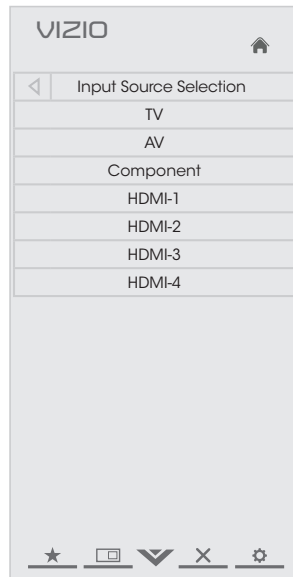 VIZIO
Input Source Selection
TV
AV
Component
HDMI-1
HDMI-2
HDMI-3
HDMI-4